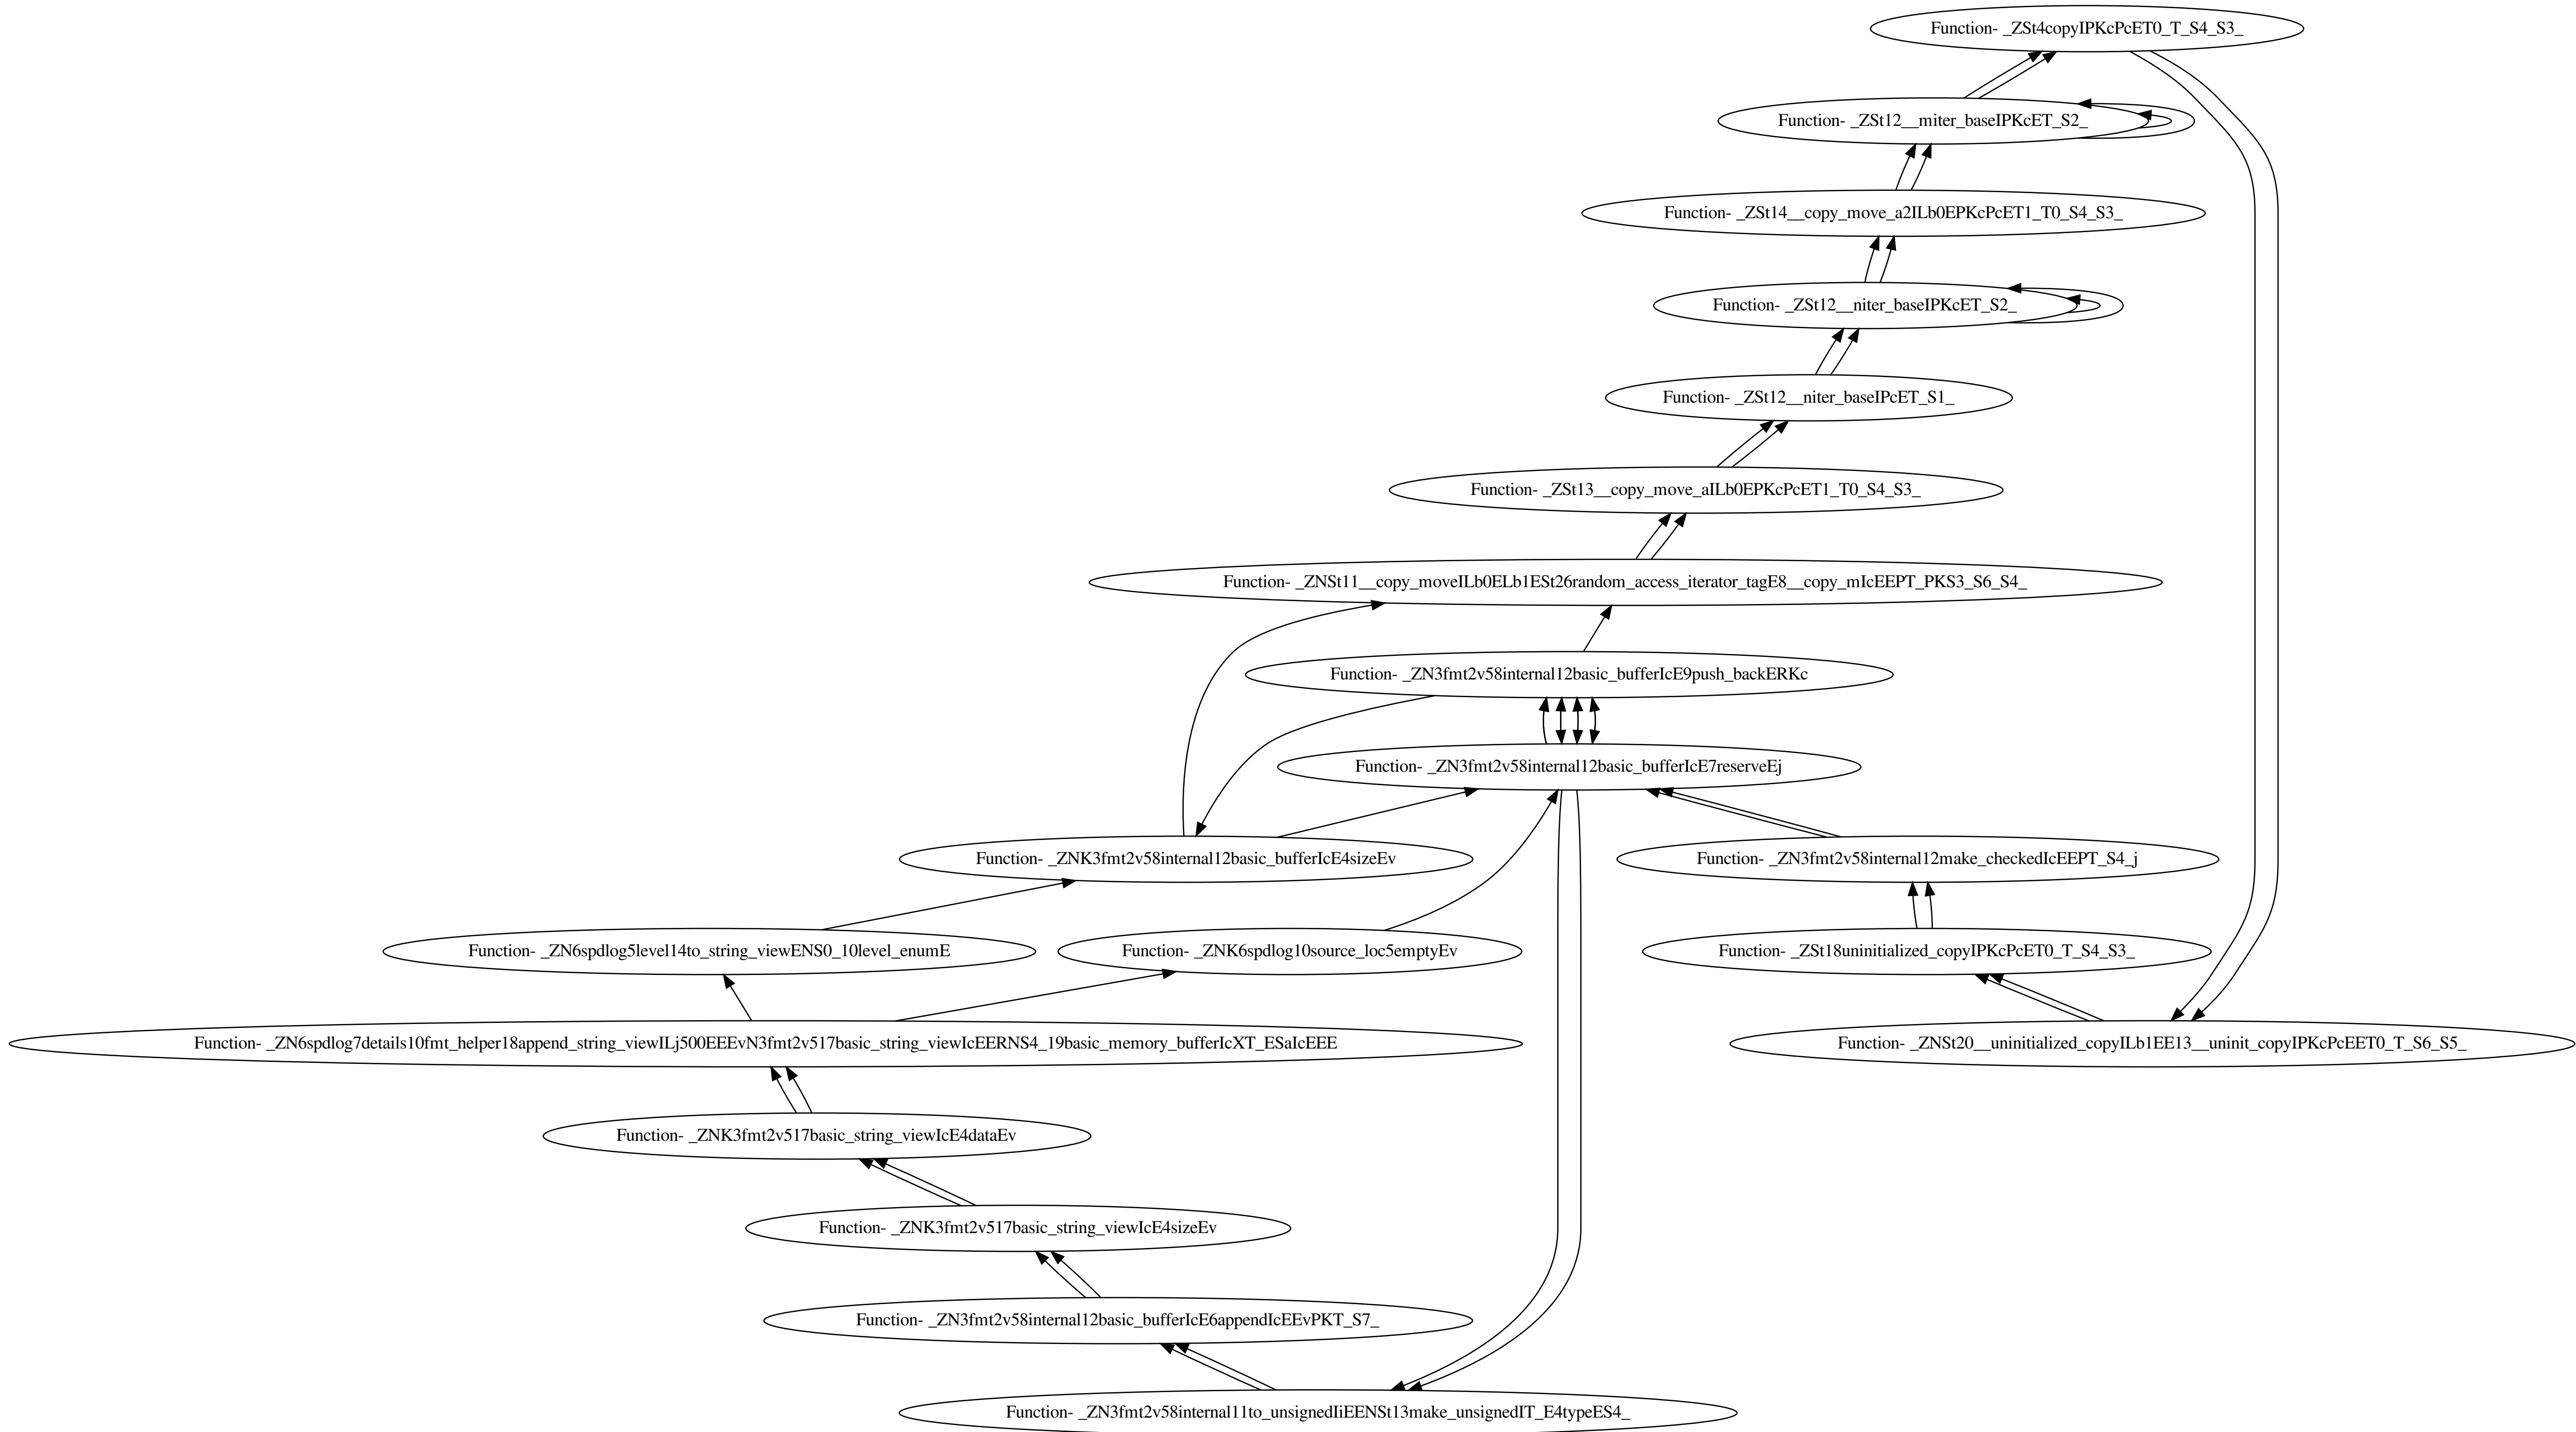 Function- _ZSt4copyIPKcPcET0_T_S4_S3_
Function- _ZSt12__miter_baseIPKcET_S2_
Function- _ZSt14__copy_move_a2ILb0EPKcPcET1_T0_S4_S3_
Function- _ZSt12__niter_baseIPKcET_S2_
Function- _ZSt12__niter_baseIPcET_S1_
Function- _ZSt13__copy_move_aILb0EPKcPcET1_T0_S4_S3_
Function- _ZNSt11__copy_moveILb0ELb1ESt26random_access_iterator_tagE8__copy_mIcEEPT_PKS3_S6_S4_
Function- _ZN3fmt2v58internal12basic_bufferIcE9push_backERKc
Function- _ZN3fmt2v58internal12basic_bufferIcE7reserveEj
Function- _ZNK3fmt2v58internal12basic_bufferIcE4sizeEv
Function- _ZN3fmt2v58internal12make_checkedIcEEPT_S4_j
Function- _ZN6spdlog5level14to_string_viewENS0_10level_enumE
Function- _ZNK6spdlog10source_loc5emptyEv
Function- _ZSt18uninitialized_copyIPKcPcET0_T_S4_S3_
Function- _ZN6spdlog7details10fmt_helper18append_string_viewILj500EEEvN3fmt2v517basic_string_viewIcEERNS4_19basic_memory_bufferIcXT_ESaIcEEE
Function- _ZNSt20__uninitialized_copyILb1EE13__uninit_copyIPKcPcEET0_T_S6_S5_
Function- _ZNK3fmt2v517basic_string_viewIcE4dataEv
Function- _ZNK3fmt2v517basic_string_viewIcE4sizeEv
Function- _ZN3fmt2v58internal12basic_bufferIcE6appendIcEEvPKT_S7_
Function- _ZN3fmt2v58internal11to_unsignedIiEENSt13make_unsignedIT_E4typeES4_